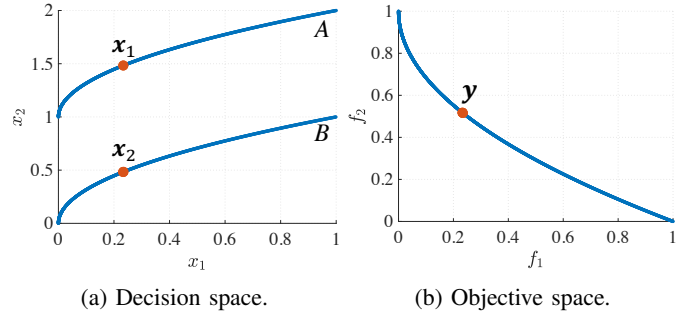 2
1.5
1
0.5
0
0 0.2 0.4 0.6 0.8 1
x₂
x₁
A
B
𝒙₁
𝒙₂
1
0.8
0.6
0.4
0.2
0
0 0.2 0.4 0.6 0.8 1
f₂
f₁
𝒚
(a) Decision space.
(b) Objective space.